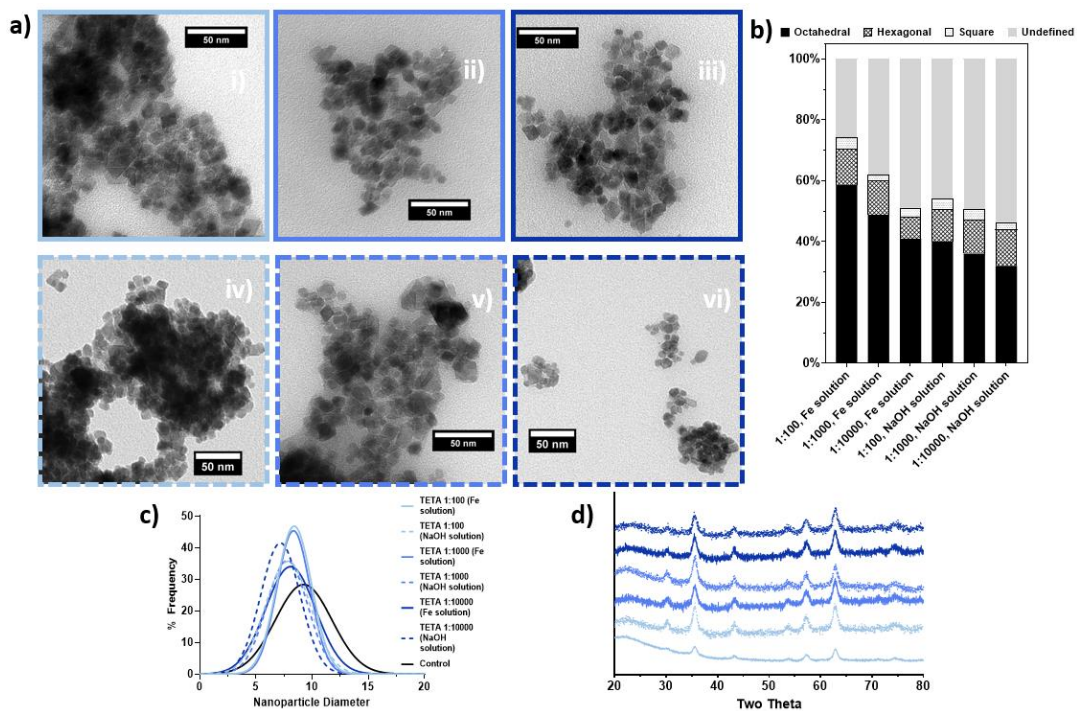 a)
50 nm
i)
50 nm
ii)
50 nm
iii)
50 nm
iv)
50 nm
v)
50 nm
vi)
b)
Octahedral Hexagonal Square Undefined
100%
80%
60%
40%
20%
0%
1:100, Fe solution
1:1000, Fe solution
1:10000, Fe solution
1:100, NaOH solution
1:1000, NaOH solution
1:10000, NaOH solution
c)
50
40
30
20
10
0
% Frequency
0 5 10 15 20
Nanoparticle Diameter
TETA 1:100 (Fe
solution)
TETA 1:100
(NaOH solution)
TETA 1:1000 (Fe
solution)
TETA 1:1000
(NaOH solution)
TETA 1:10000
(Fe solution)
TETA 1:10000
(NaOH
solution)
Control
d)
20 30 40 50 60 70 80
Two Theta